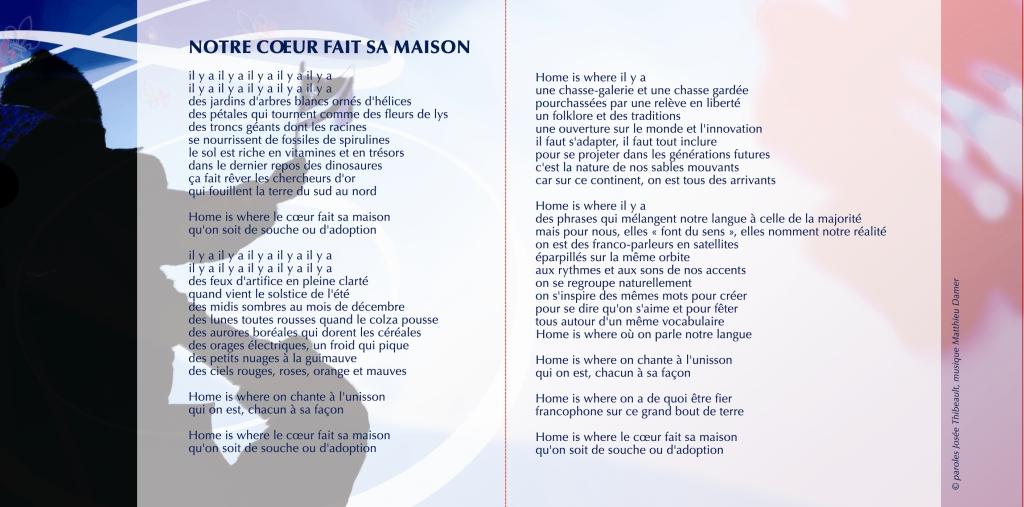 NOTRE CŒUR FAIT SA MAISON
il y a il y a il y a il y a il y a
il y a il y a il y a il y a il y a
des jardins d'arbres blancs ornés d'hélices
des pétales qui tournent comme des fleurs de lys
des troncs géants dont les racines
se nourrissent de fossiles de spirulines
le sol est riche en vitamines et en trésors
dans le dernier repos des dinosaures
ça fait rêver les chercheurs d'or
qui fouillent la terre du sud au nord
Home is where le cœur fait sa maison
qu'on soit de souche ou d'adoption
il y a il y a il y a il y a il y a
il y a il y a il y a il y a il y a
des feux d'artifice en pleine clarté
quand vient le solstice de l'été
des midis sombres au mois de décembre
des lunes toutes rousses quand le colza pousse
des aurores boréales qui dorent les céréales
des orages électriques, un froid qui pique
des petits nuages à la guimauve
des ciels rouges, roses, orange et mauves
Home is where on chante à l'unisson
qui on est, chacun à sa façon
Home is where le cœur fait sa maison
qu'on soit de souche ou d'adoption
Home is where il y a
une chasse-galerie et une chasse gardée
pourchassées par une relève en liberté
un folklore et des traditions
une ouverture sur le monde et l'innovation
il faut s'adapter, il faut tout inclure
pour se projeter dans les générations futures
c'est la nature de nos sables mouvants
car sur ce continent, on est tous des arrivants
Home is where il y a
des phrases qui mélangent notre langue à celle de la majorité
mais pour nous, elles « font du sens », elles nomment notre réalité
on est des franco-parleurs en satellites
éparpillés sur la même orbite
aux rythmes et aux sons de nos accents
on se regroupe naturellement
on s'inspire des mêmes mots pour créer
pour se dire qu'on s'aime et pour fêter
tous autour d'un même vocabulaire
Home is where où on parle notre langue
Home is where on chante à l'unisson
qui on est, chacun à sa façon
Home is where on a de quoi être fier
francophone sur ce grand bout de terre
Home is where le cœur fait sa maison
qu'on soit de souche ou d'adoption
© paroles Josée Thibeault, musique Matthieu Damer